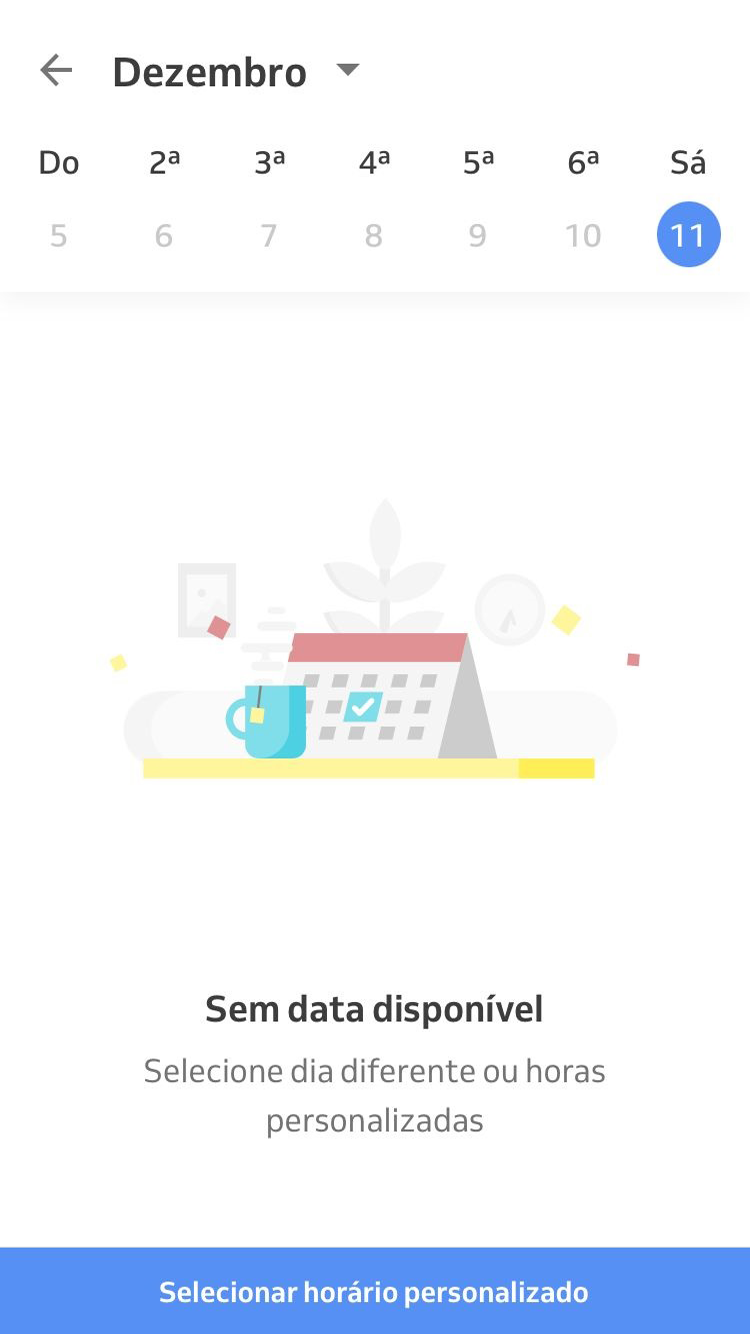 Dezembro
Do 2ª 3ª 4ª 5ª 6ª Sá
5 6 7 8 9 10 11
Sem data disponível
Selecione dia diferente ou horas
personalizadas
Selecionar horário personalizado